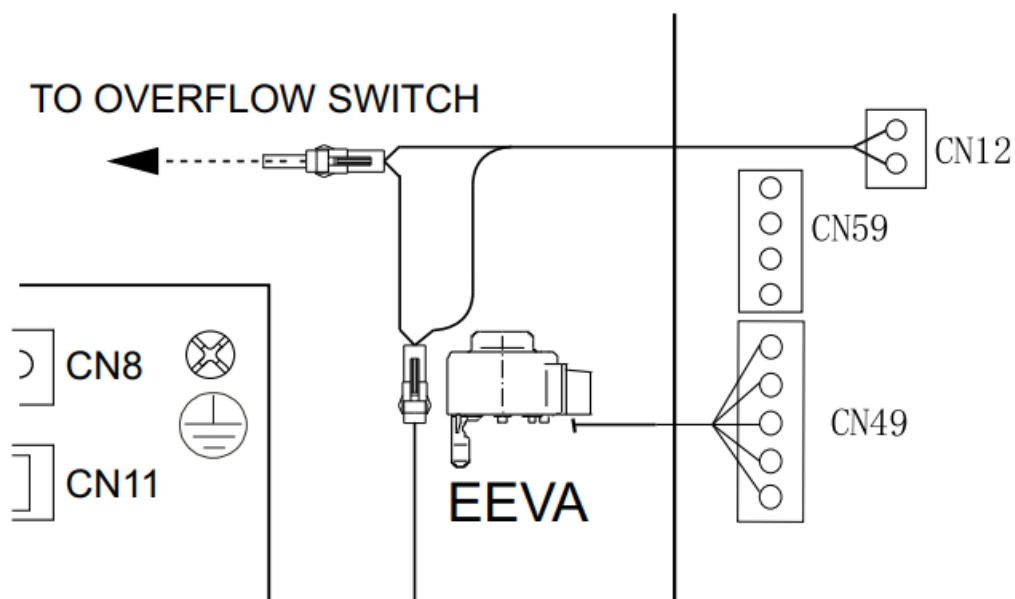 TO OVERFLOW SWITCH
CN12
CN59
CN8
CN49
CN11
EEVA